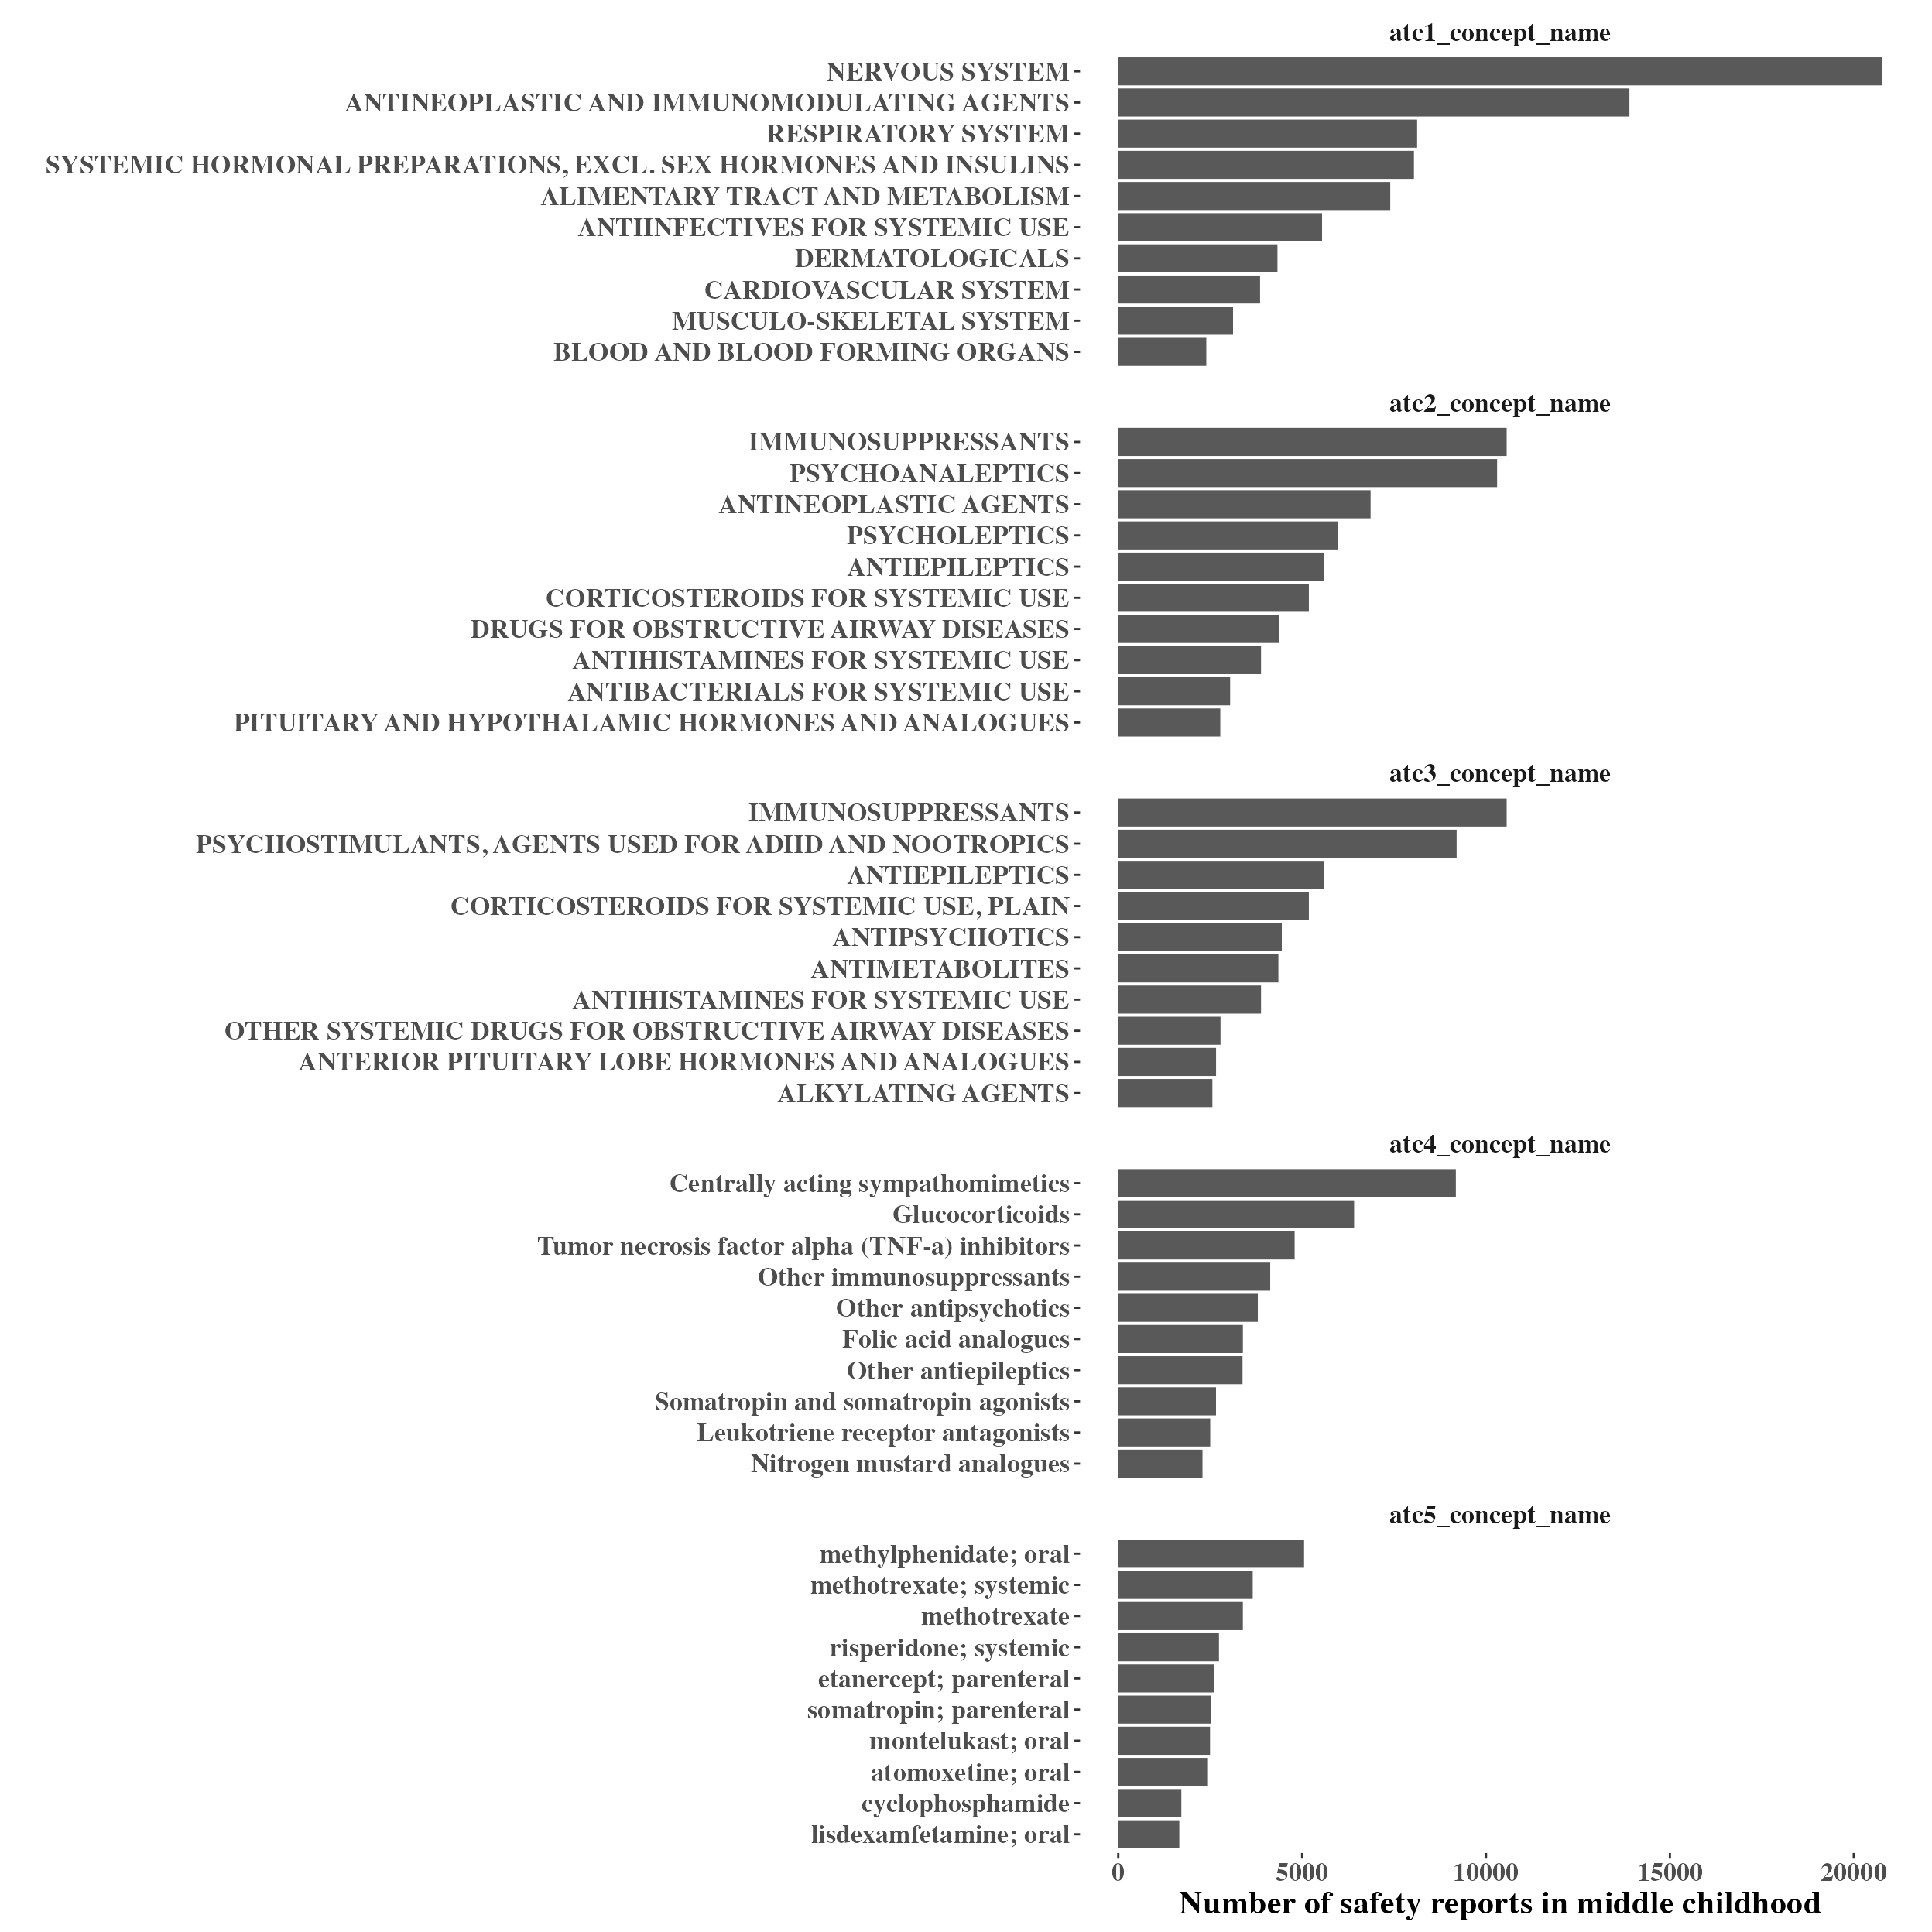 atc1_concept_name
NERVOUS SYSTEM
ANTINEOPLASTIC AND IMMUNOMODULATING AGENTS
RESPIRATORY SYSTEM
SYSTEMIC HORMONAL PREPARATIONS, EXCL. SEX HORMONES AND INSULINS
ALIMENTARY TRACT AND METABOLISM
ANTIINFECTIVES FOR SYSTEMIC USE
DERMATOLOGICALS
CARDIOVASCULAR SYSTEM
MUSCULO-SKELETAL SYSTEM
BLOOD AND BLOOD FORMING ORGANS
atc2_concept_name
IMMUNOSUPPRESSANTS
PSYCHOANALEPTICS
ANTINEOPLASTIC AGENTS
PSYCHOLEPTICS
ANTIEPILEPTICS
CORTICOSTEROIDS FOR SYSTEMIC USE
DRUGS FOR OBSTRUCTIVE AIRWAY DISEASES
ANTIHISTAMINES FOR SYSTEMIC USE
ANTIBACTERIALS FOR SYSTEMIC USE
PITUITARY AND HYPOTHALAMIC HORMONES AND ANALOGUES
atc3_concept_name
IMMUNOSUPPRESSANTS
PSYCHOSTIMULANTS, AGENTS USED FOR ADHD AND NOOTROPICS
ANTIEPILEPTICS
CORTICOSTEROIDS FOR SYSTEMIC USE, PLAIN
ANTIPSYCHOTICS
ANTIMETABOLITES
ANTIHISTAMINES FOR SYSTEMIC USE
OTHER SYSTEMIC DRUGS FOR OBSTRUCTIVE AIRWAY DISEASES
ANTERIOR PITUITARY LOBE HORMONES AND ANALOGUES
ALKYLATING AGENTS
atc4_concept_name
Centrally acting sympathomimetics
Glucocorticoids
Tumor necrosis factor alpha (TNF-a) inhibitors
Other immunosuppressants
Other antipsychotics
Folic acid analogues
Other antiepileptics
Somatropin and somatropin agonists
Leukotriene receptor antagonists
Nitrogen mustard analogues
atc5_concept_name
methylphenidate; oral
methotrexate; systemic
methotrexate
risperidone; systemic
etanercept; parenteral
somatropin; parenteral
montelukast; oral
atomoxetine; oral
cyclophosphamide
lisdexamfetamine; oral
0 5000 10000 15000 20000
Number of safety reports in middle childhood